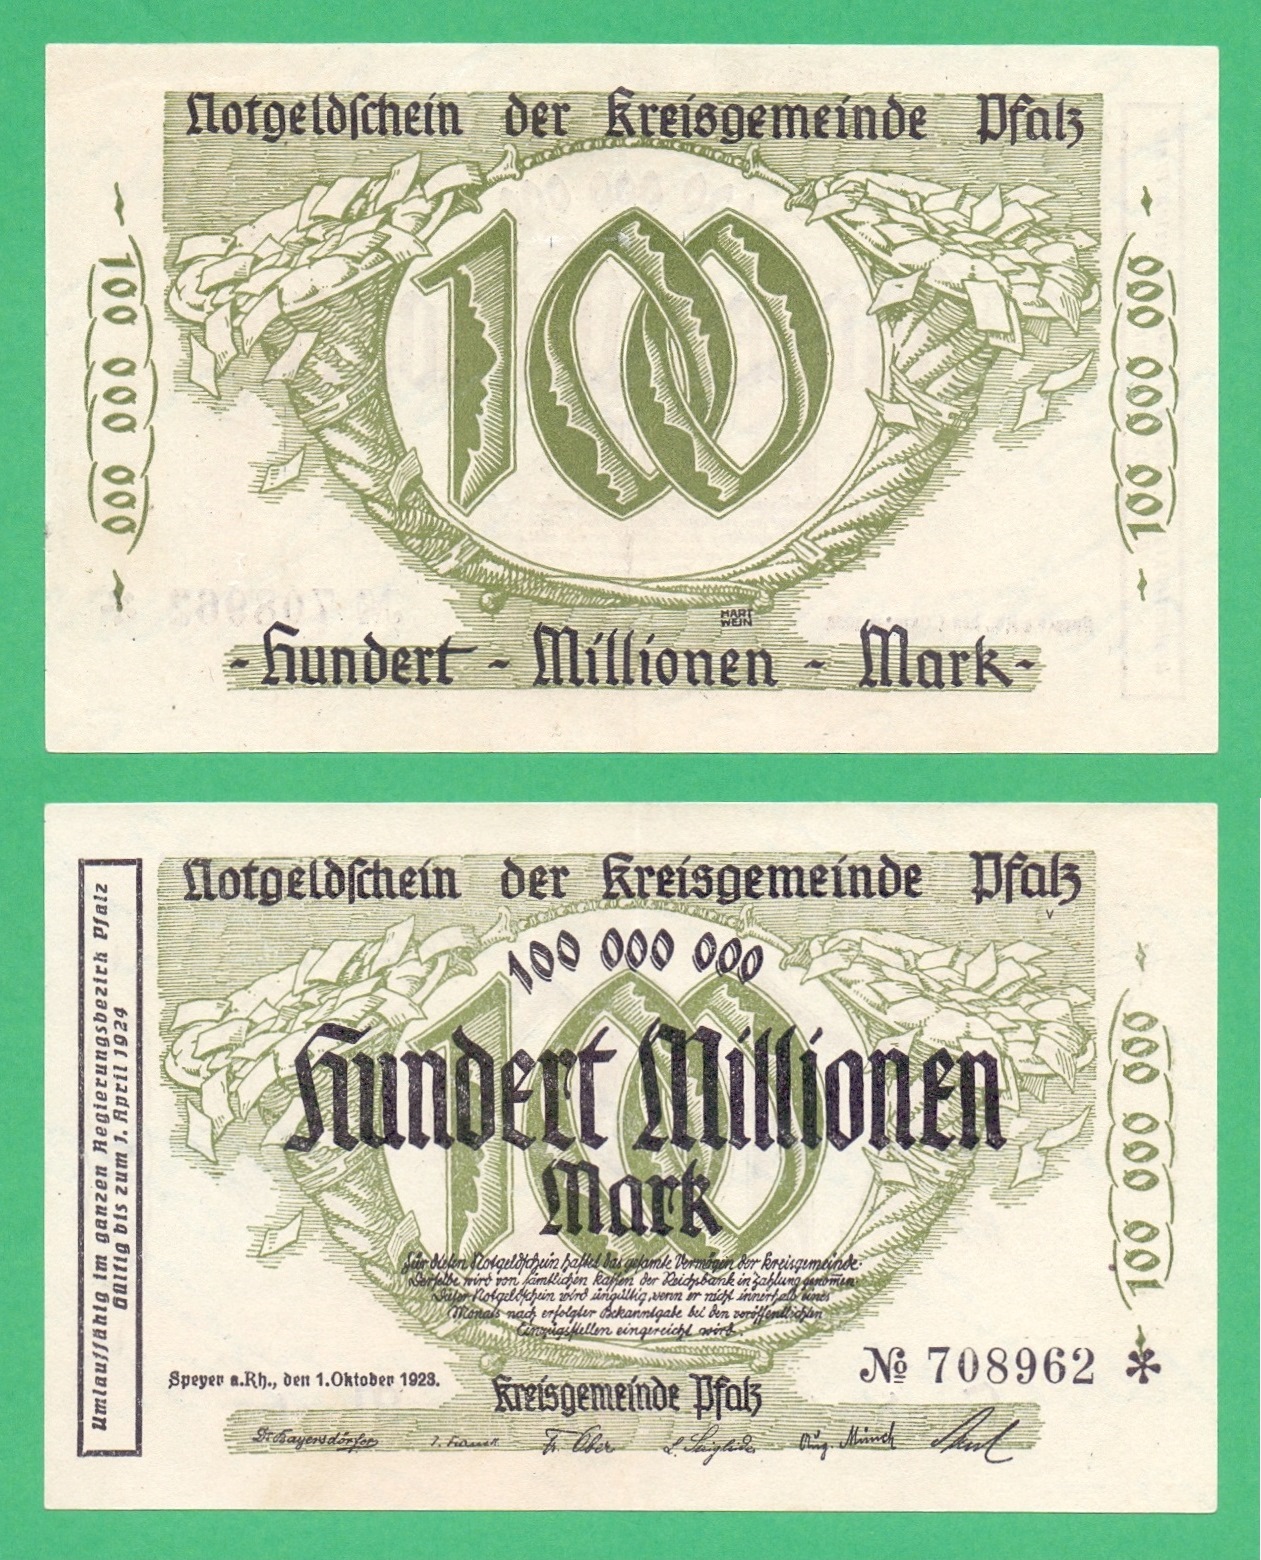 Notgeldschein der Kreisgemeinde Pfalz
100 000 000
100
100 000 000
HART
WEIN
- Hundert - Millionen - Mark -
Notgeldschein der Kreisgemeinde Pfalz
Umlauffähig im ganzen Regierungsbezirk Pfalz
Gültig bis zum 1. April 1924
100 000 000
100
Hundert Millionen
Mark
100 000 000
Für diesen Notgeldschein haftet das gesamte Vermögen der Kreisgemeinde.
Derselbe wird von sämtlichen Kassen der Reichsbank in Zahlung genommen.
Dieser Notgeldschein wird ungültig, wenn er nicht innerhalb eines
Monats nach erfolgter Bekanntgabe bei den veröffentlichten
Einzugsstellen eingereicht wird.
№ 708962 *
Speyer a.Rh., den 1. Oktober 1923.
Kreisgemeinde Pfalz
Dr. Bayersdörfer Fr. Ober Aug. Münch